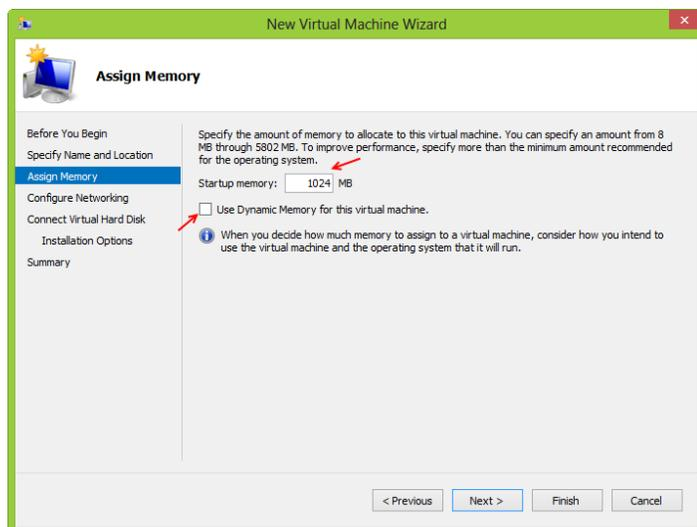 New Virtual Machine Wizard
Assign Memory
Before You Begin
Specify Name and Location
Assign Memory
Configure Networking
Connect Virtual Hard Disk
Installation Options
Summary
Specify the amount of memory to allocate to this virtual machine. You can specify an amount from 8
MB through 5802 MB. To improve performance, specify more than the minimum amount recommended
for the operating system.
Startup memory: 1024 MB
Use Dynamic Memory for this virtual machine.
When you decide how much memory to assign to a virtual machine, consider how you intend to
use the virtual machine and the operating system that it will run.
< Previous Next > Finish Cancel